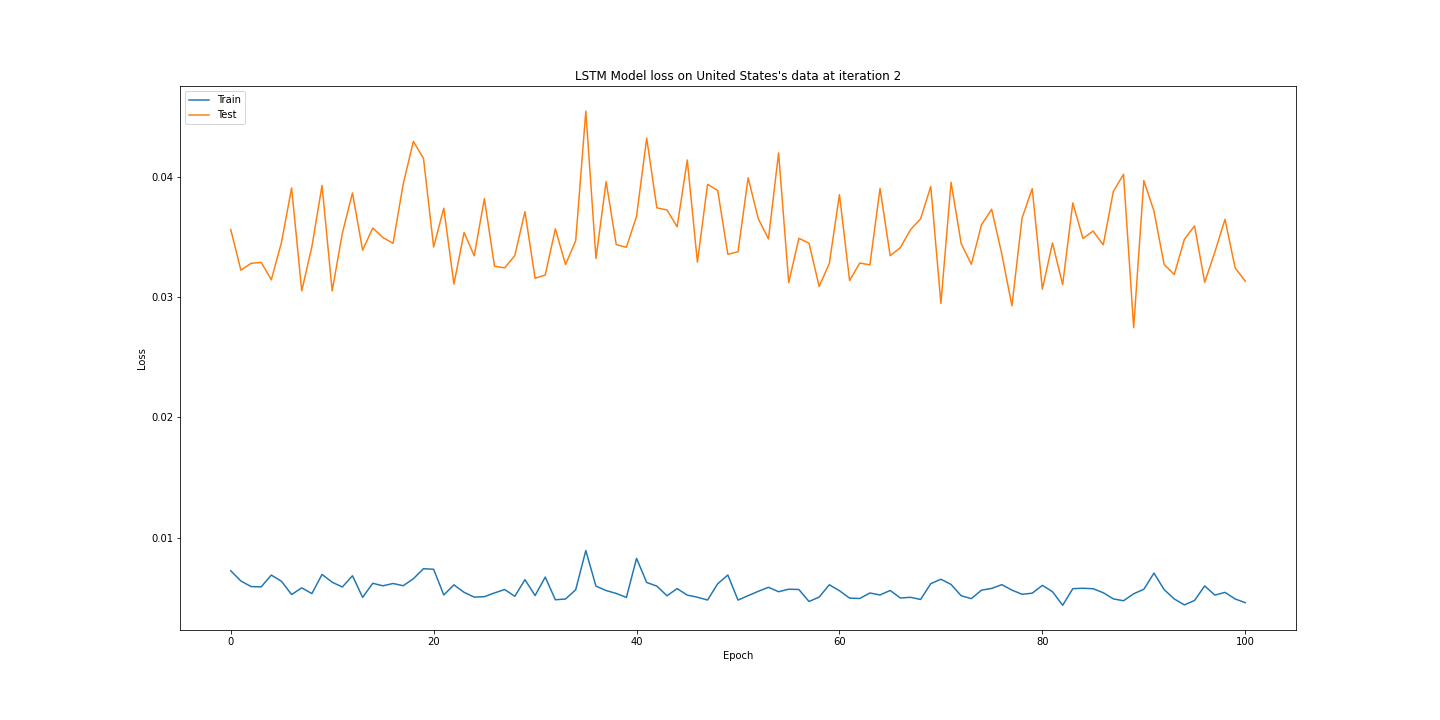 LSTM Model loss on United States's data at iteration 2
Train
Test
0.04
0.03
0.02
0.01
Loss
0 20 40 60 80 100
Epoch